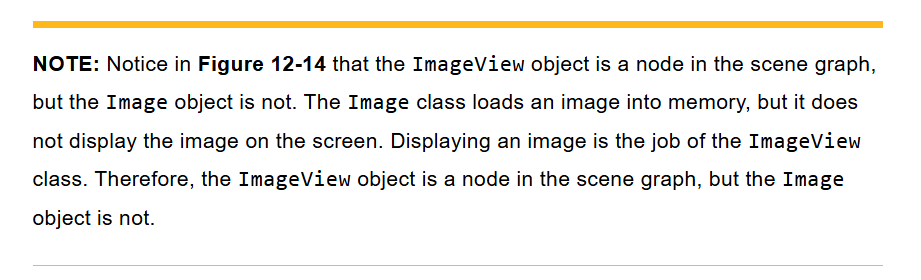 NOTE: Notice in Figure 12-14 that the ImageView object is a node in the scene graph,
but the Image object is not. The Image class loads an image into memory, but it does
not display the image on the screen. Displaying an image is the job of the ImageView
class. Therefore, the ImageView object is a node in the scene graph, but the Image
object is not.